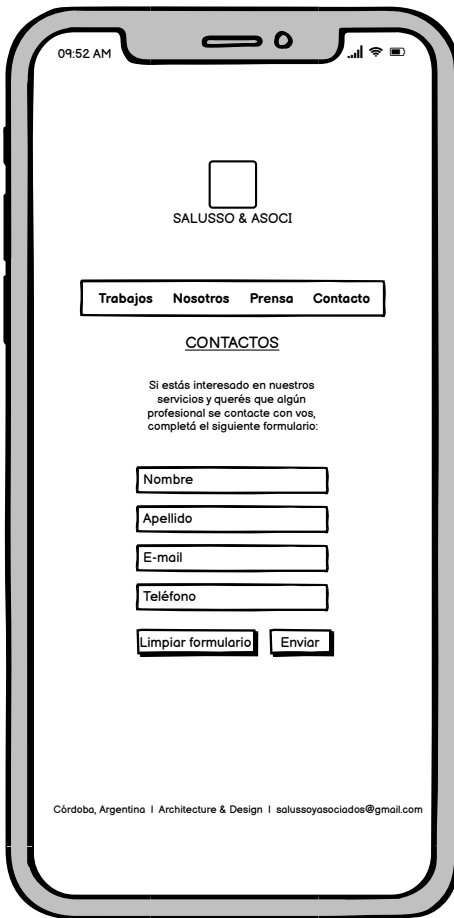 09:52 AM
SALUSSO & ASOCI
Trabajos Nosotros Prensa Contacto
CONTACTOS
Si estás interesado en nuestros
servicios y querés que algún
profesional se contacte con vos,
completá el siguiente formulario:
Nombre
Apellido
E-mail
Teléfono
Limpiar formulario Enviar
Córdoba, Argentina I Architecture & Design I salussoyasociados@gmail.com